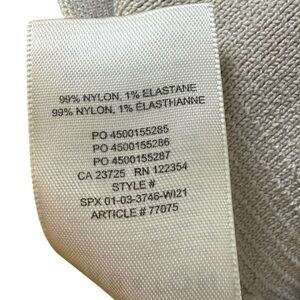 99% NYLON, 1% ELASTANE
99% NYLON, 1% ÉLASTHANNE
PO 4500155285
PO 4500155286
PO 4500155287
CA 23725 RN 122354
STYLE #
SPX 01-03-3746-WI21
ARTICLE # 77075